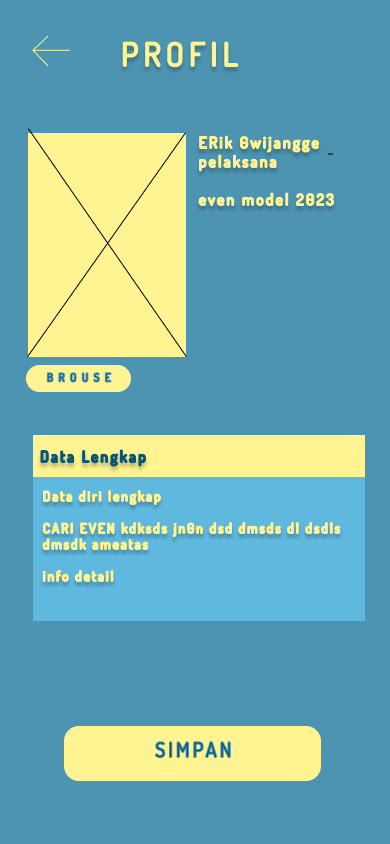 PROFIL
ERik Gwijangge _
pelaksana
even model 2023
BROUSE
Data Lengkap
Data diri lengkap
CARI EVEN kdksds jn0n dsd dmsds dl dsdls
dmsdk ameatas
info detail
SIMPAN